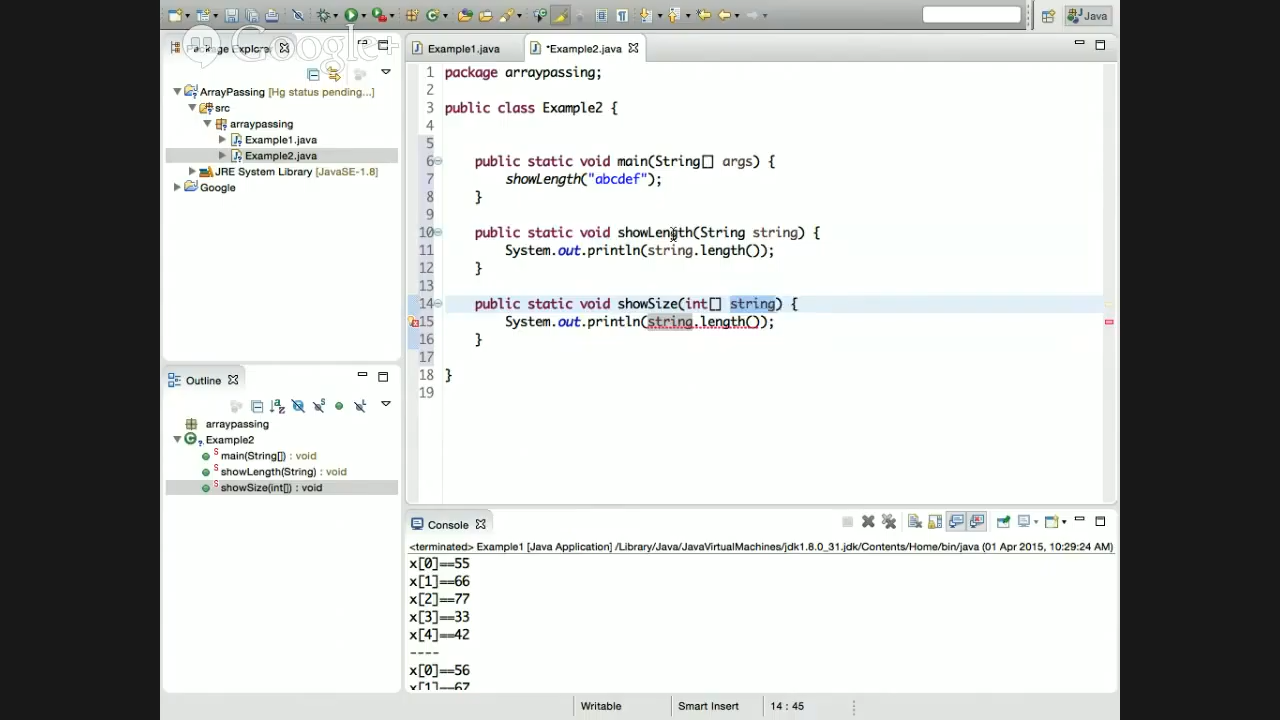 Java
Package Explorer
Google+
ArrayPassing [Hg status pending...]
src
arraypassing
Example1.java
Example2.java
JRE System Library [JavaSE-1.8]
Google
Outline
arraypassing
Example2
main(String[]) : void
showLength(String) : void
showSize(int[]) : void
Example1.java
*Example2.java
1 package arraypassing;
2
3 public class Example2 {
4
5
6 public static void main(String[] args) {
7 showLength("abcdef");
8 }
9
10 public static void showLength(String string) {
11 System.out.println(string.length());
12 }
13
14 public static void showSize(int[] string) {
15 System.out.println(string.length());
16 }
17
18 }
19
Console
<terminated> Example1 [Java Application] /Library/Java/JavaVirtualMachines/jdk1.8.0_31.jdk/Contents/Home/bin/java (01 Apr 2015, 10:29:24 AM)
x[0]==55
x[1]==66
x[2]==77
x[3]==33
x[4]==42
----
x[0]==56
x[1]==67
Writable
Smart Insert
14 : 45